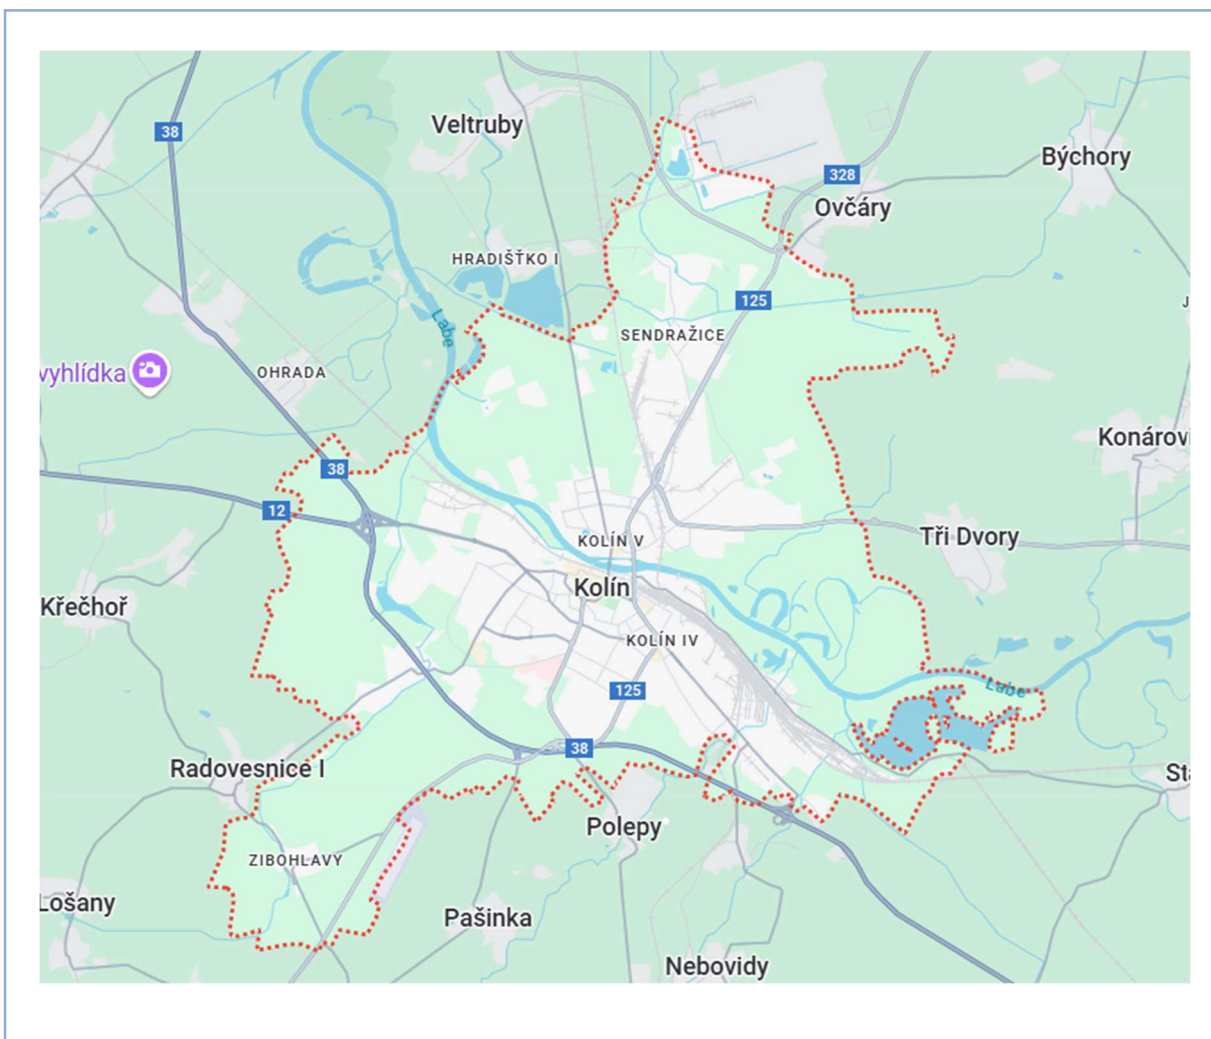 38
Veltruby
Býchory
328
Ovčáry
HRADIŠŤKO I
125
J
Labe
SENDRAŽICE
vyhlídka
OHRADA
Konárovi
38
12
Tři Dvory
KOLÍN V
Kolín
Křečhoř
KOLÍN IV
125
Labe
38
Radovesnice I
Sta
Polepy
ZIBOHLAVY
Lošany
Pašinka
Nebovidy